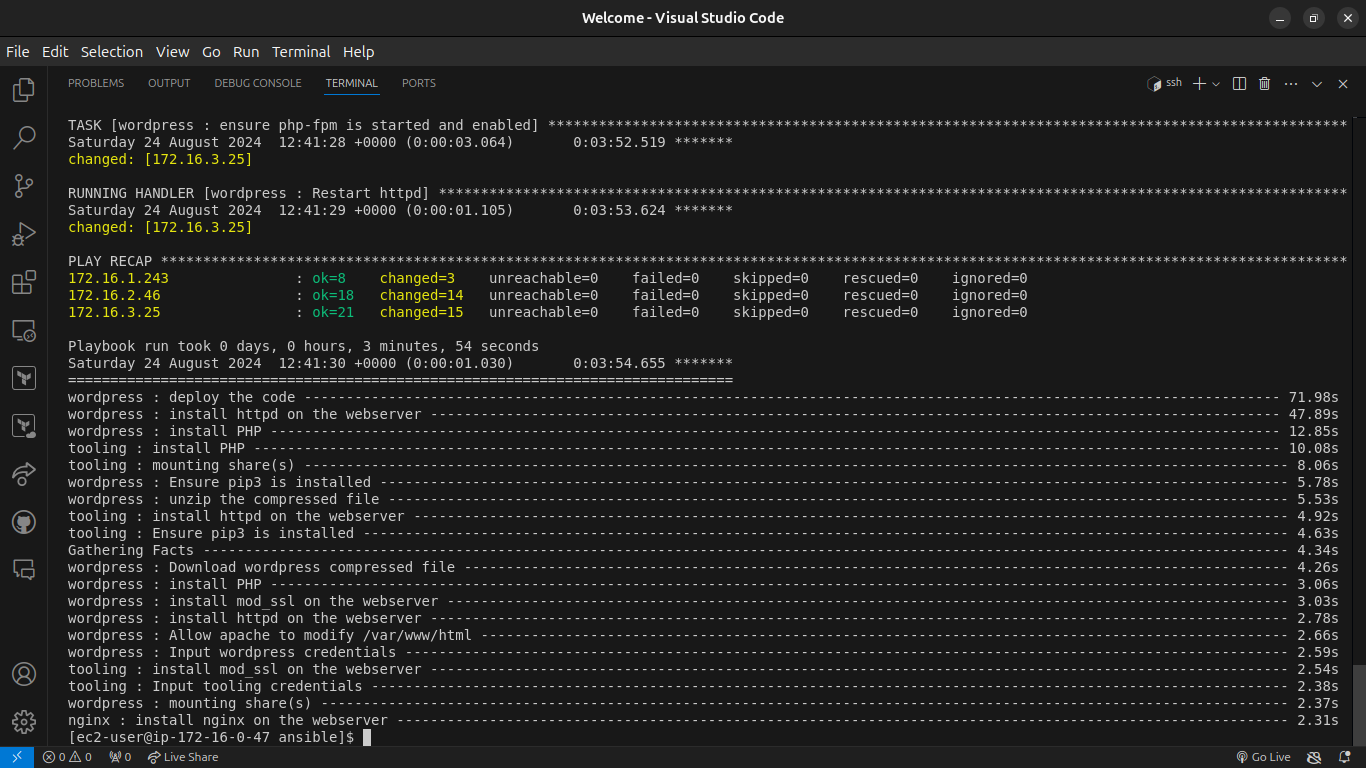 Welcome - Visual Studio Code
File Edit Selection View Go Run Terminal Help
PROBLEMS OUTPUT DEBUG CONSOLE TERMINAL PORTS ssh
TASK [wordpress : ensure php-fpm is started and enabled] ***********************************************************************************************
Saturday 24 August 2024  12:41:28 +0000 (0:00:03.064)       0:03:52.519 *******
changed: [172.16.3.25]
RUNNING HANDLER [wordpress : Restart httpd] ************************************************************************************************************
Saturday 24 August 2024  12:41:29 +0000 (0:00:01.105)       0:03:53.624 *******
changed: [172.16.3.25]
PLAY RECAP *********************************************************************************************************************************************
172.16.1.243               : ok=8    changed=3    unreachable=0    failed=0    skipped=0    rescued=0    ignored=0
172.16.2.46                : ok=18   changed=14   unreachable=0    failed=0    skipped=0    rescued=0    ignored=0
172.16.3.25                : ok=21   changed=15   unreachable=0    failed=0    skipped=0    rescued=0    ignored=0
Playbook run took 0 days, 0 hours, 3 minutes, 54 seconds
Saturday 24 August 2024  12:41:30 +0000 (0:00:01.030)       0:03:54.655 *******
===============================================================================
wordpress : deploy the code -------------------------------------------------------------------------------------------------------------------- 71.98s
wordpress : install httpd on the webserver ----------------------------------------------------------------------------------------------------- 47.89s
wordpress : install PHP ------------------------------------------------------------------------------------------------------------------------ 12.85s
tooling : install PHP -------------------------------------------------------------------------------------------------------------------------- 10.08s
tooling : mounting share(s) --------------------------------------------------------------------------------------------------------------------- 8.06s
wordpress : Ensure pip3 is installed ------------------------------------------------------------------------------------------------------------ 5.78s
wordpress : unzip the compressed file ----------------------------------------------------------------------------------------------------------- 5.53s
tooling : install httpd on the webserver -------------------------------------------------------------------------------------------------------- 4.92s
tooling : Ensure pip3 is installed -------------------------------------------------------------------------------------------------------------- 4.63s
Gathering Facts --------------------------------------------------------------------------------------------------------------------------------- 4.34s
wordpress : Download wordpress compressed file -------------------------------------------------------------------------------------------------- 4.26s
wordpress : install PHP ------------------------------------------------------------------------------------------------------------------------- 3.06s
wordpress : install mod_ssl on the webserver ---------------------------------------------------------------------------------------------------- 3.03s
wordpress : install httpd on the webserver ------------------------------------------------------------------------------------------------------ 2.78s
wordpress : Allow apache to modify /var/www/html ------------------------------------------------------------------------------------------------ 2.66s
wordpress : Input wordpress credentials --------------------------------------------------------------------------------------------------------- 2.59s
tooling : install mod_ssl on the webserver ------------------------------------------------------------------------------------------------------ 2.54s
tooling : Input tooling credentials ------------------------------------------------------------------------------------------------------------- 2.38s
wordpress : mounting share(s) ------------------------------------------------------------------------------------------------------------------- 2.37s
nginx : install nginx on the webserver ---------------------------------------------------------------------------------------------------------- 2.31s
[ec2-user@ip-172-16-0-47 ansible]$
0 0 0 Live Share Go Live